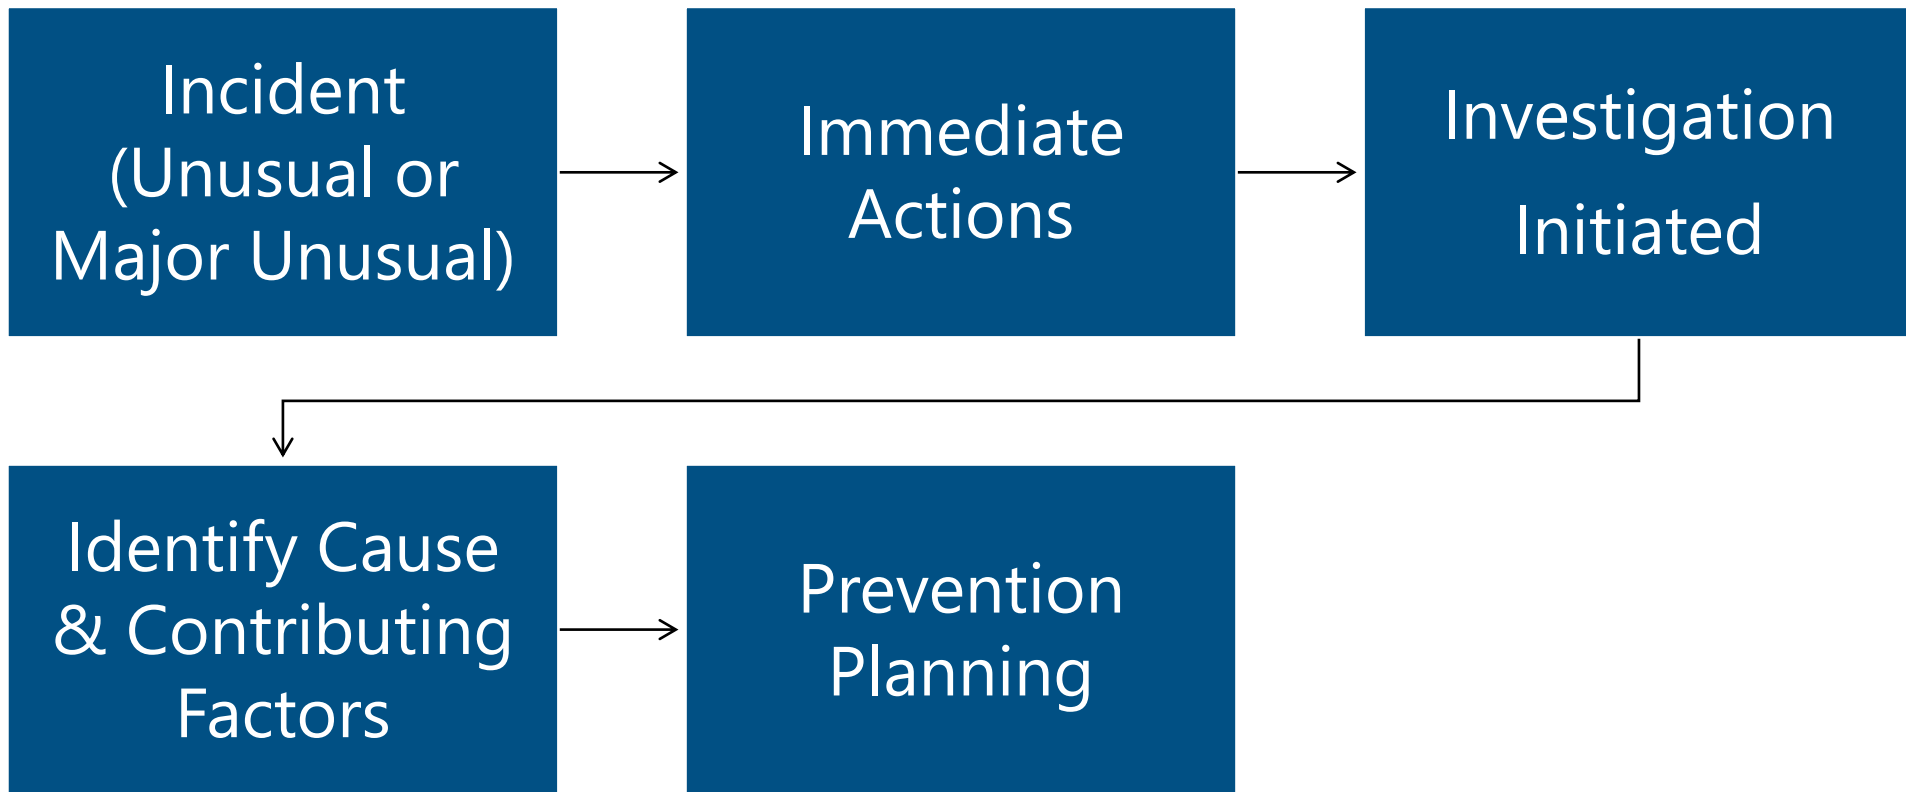 Incident
(Unusual or
Major Unusual)
Immediate
Actions
Investigation
Initiated
Identify Cause
& Contributing
Factors
Prevention
Planning